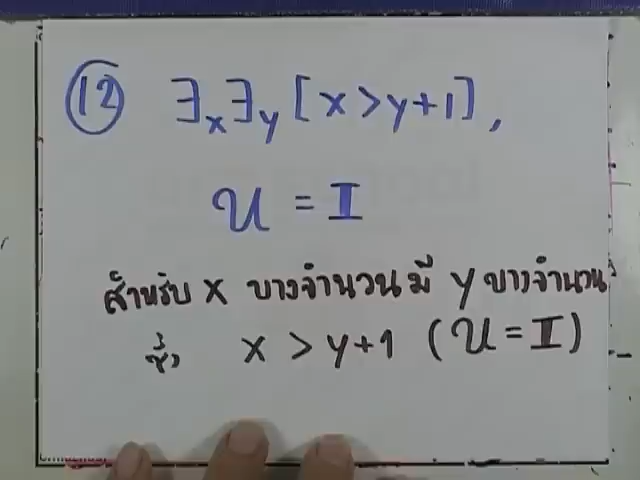 ⑫ ∃x∃y [x>y+1],
U = I
สำหรับ x บางจำนวนมี y บางจำนวน
ซึ่ง x > y+1 (U = I)